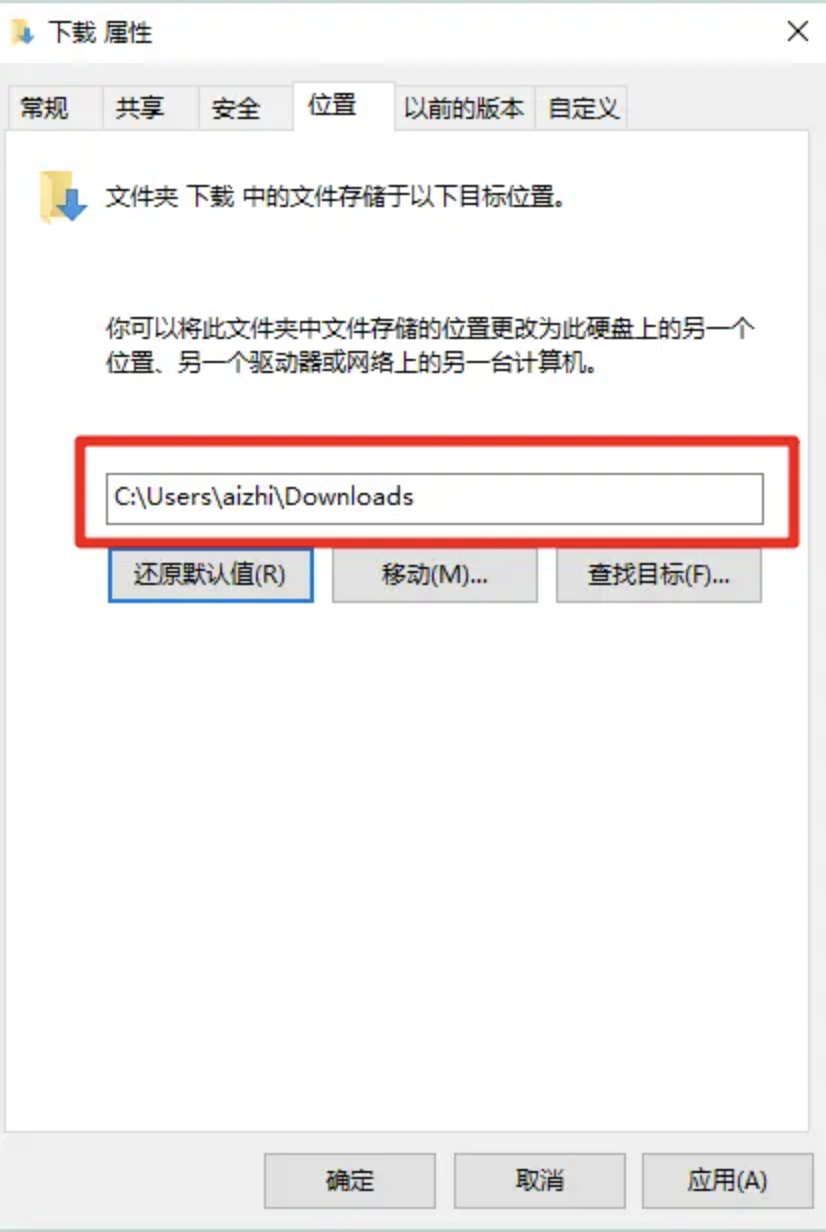 下载 属性
常规 共享 安全 位置 以前的版本 自定义
文件夹 下载 中的文件存储于以下目标位置。
你可以将此文件夹中文件存储的位置更改为此硬盘上的另一个
位置、另一个驱动器或网络上的另一台计算机。
C:\Users\aizhi\Downloads
还原默认值(R) 移动(M)... 查找目标(F)...
确定 取消 应用(A)